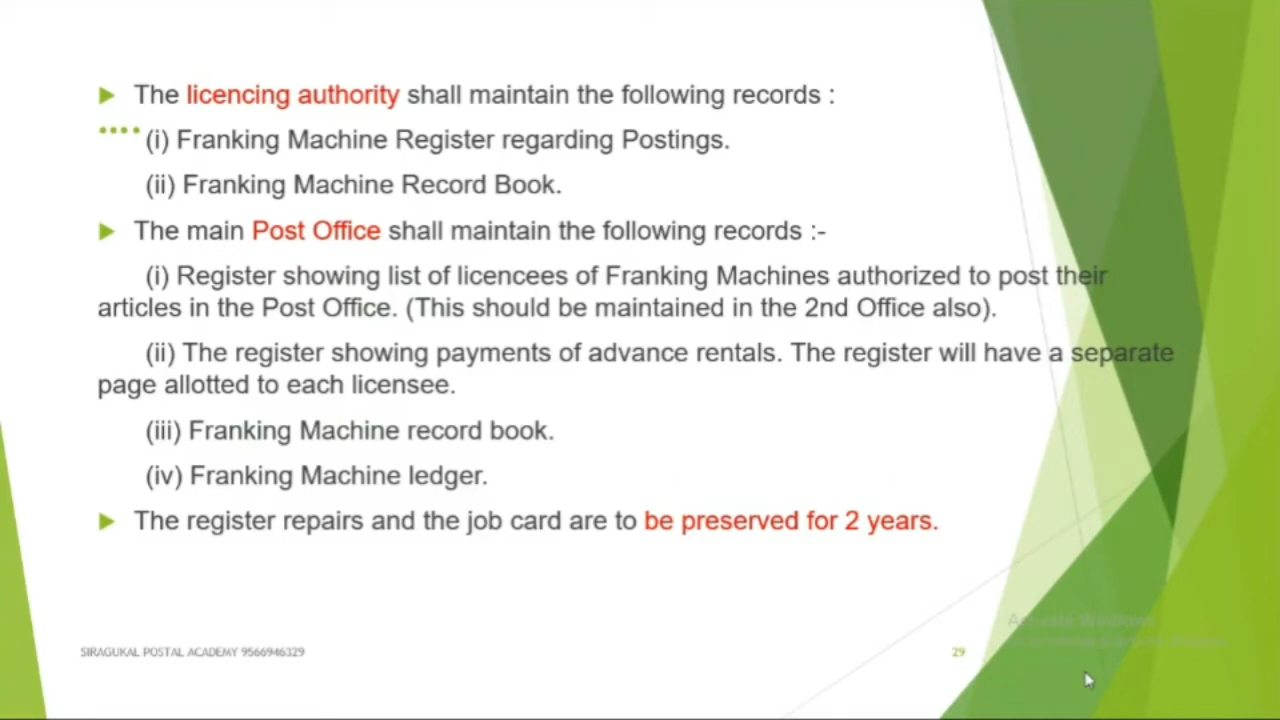 The licencing authority shall maintain the following records :
(i) Franking Machine Register regarding Postings.
(ii) Franking Machine Record Book.
The main Post Office shall maintain the following records :-
(i) Register showing list of licencees of Franking Machines authorized to post their
articles in the Post Office. (This should be maintained in the 2nd Office also).
(ii) The register showing payments of advance rentals. The register will have a separate
page allotted to each licensee.
(iii) Franking Machine record book.
(iv) Franking Machine ledger.
The register repairs and the job card are to be preserved for 2 years.
Activate Windows
SIRAGUKAL POSTAL ACADEMY 9566946329
29